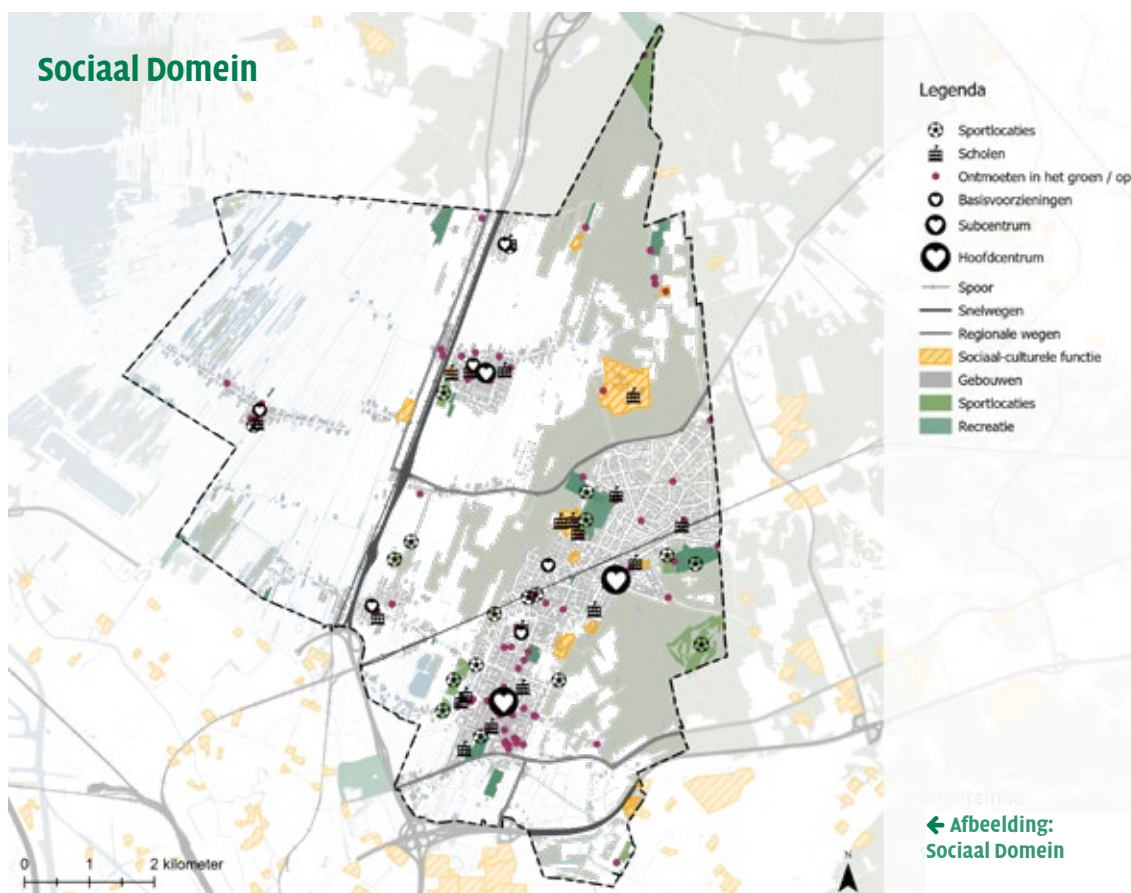 Sociaal Domein
Legenda
Sportlocaties
Scholen
Ontmoeten in het groen / op
Basisvoorzieningen
Subcentrum
Hoofdcentrum
Spoor
Snelwegen
Regionale wegen
Sociaal-culturele functie
Gebouwen
Sportlocaties
Recreatie
← Afbeelding:
Sociaal Domein
0 1 2 kilometer
N